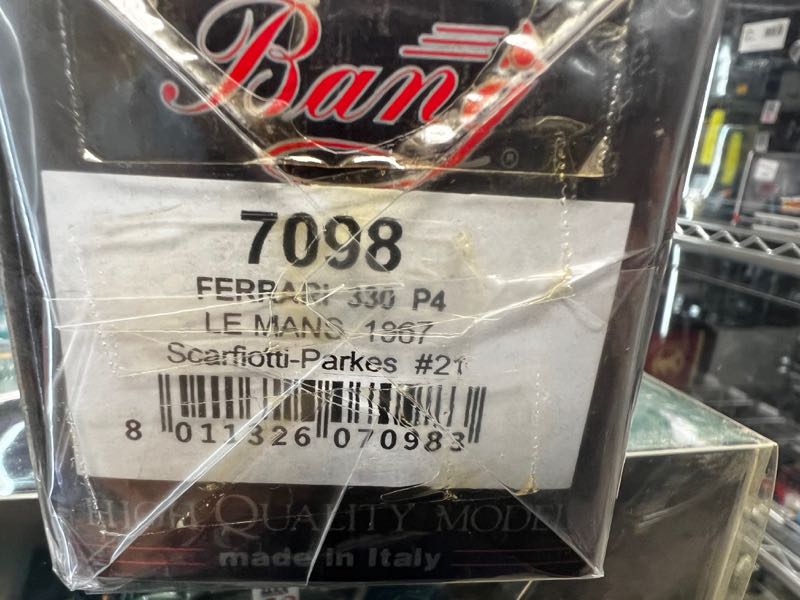 Bang
®
7098
FERRARI 330 P4
LE MANS 1967
Scarfiotti-Parkes #21
8 011326 070983
HIGH QUALITY MODEL
made in Italy